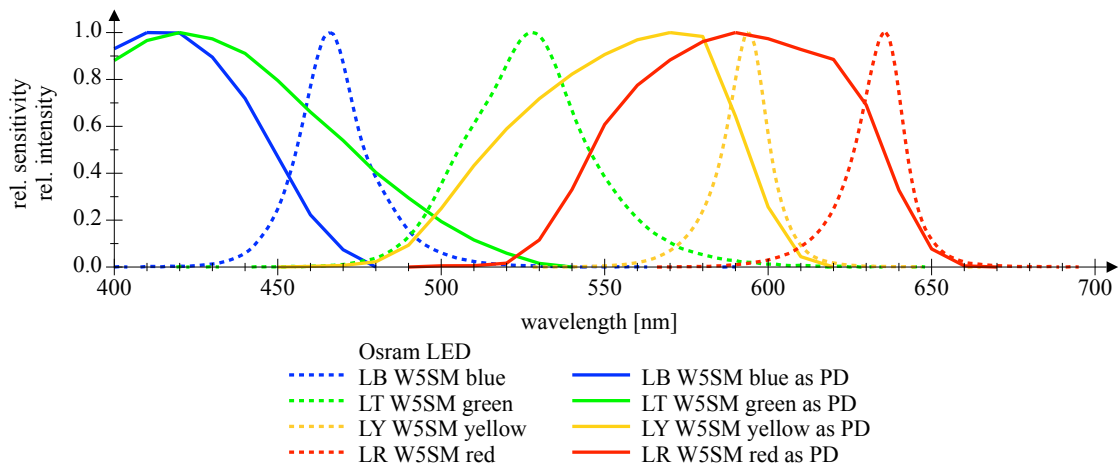 rel. sensitivity
rel. intensity
1.0
0.8
0.6
0.4
0.2
0.0
400 450 500 550 600 650 700
wavelength [nm]
Osram LED
LB W5SM blue LB W5SM blue as PD
LT W5SM green LT W5SM green as PD
LY W5SM yellow LY W5SM yellow as PD
LR W5SM red LR W5SM red as PD